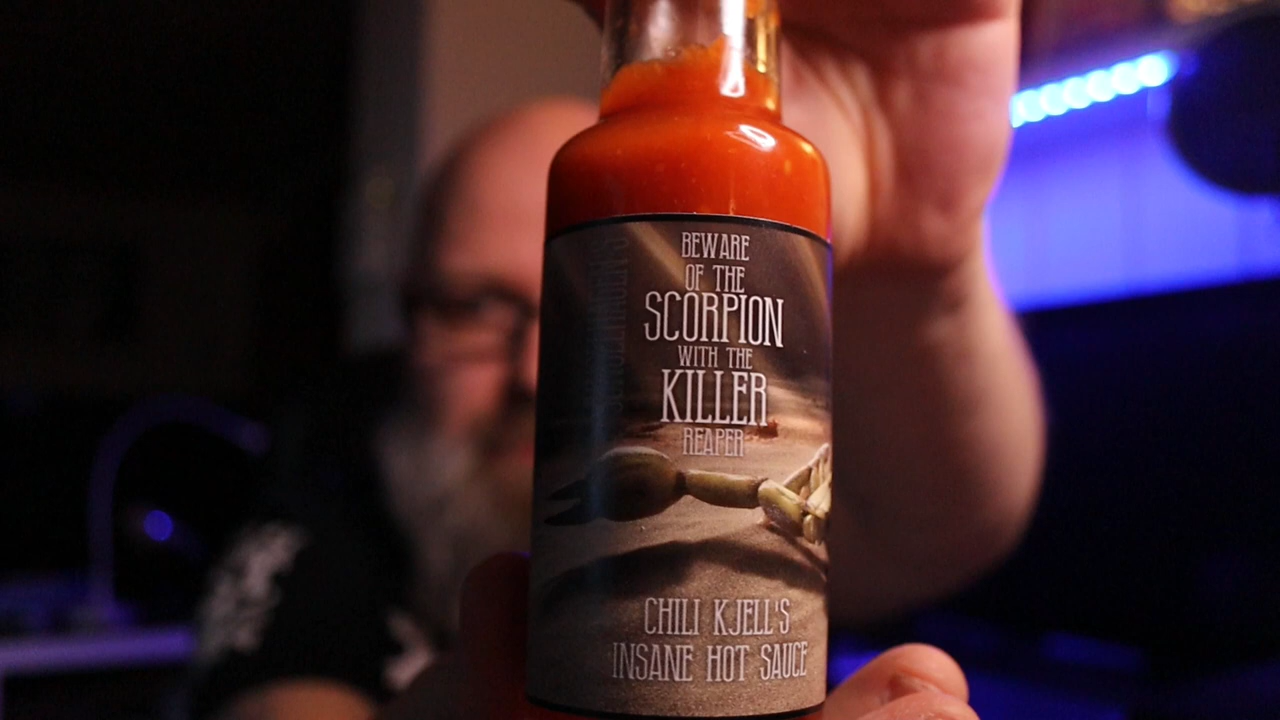 BEWARE
OF THE
SCORPION
WITH THE
KILLER
REAPER
CHILI KJELL'S
INSANE HOT SAUCE